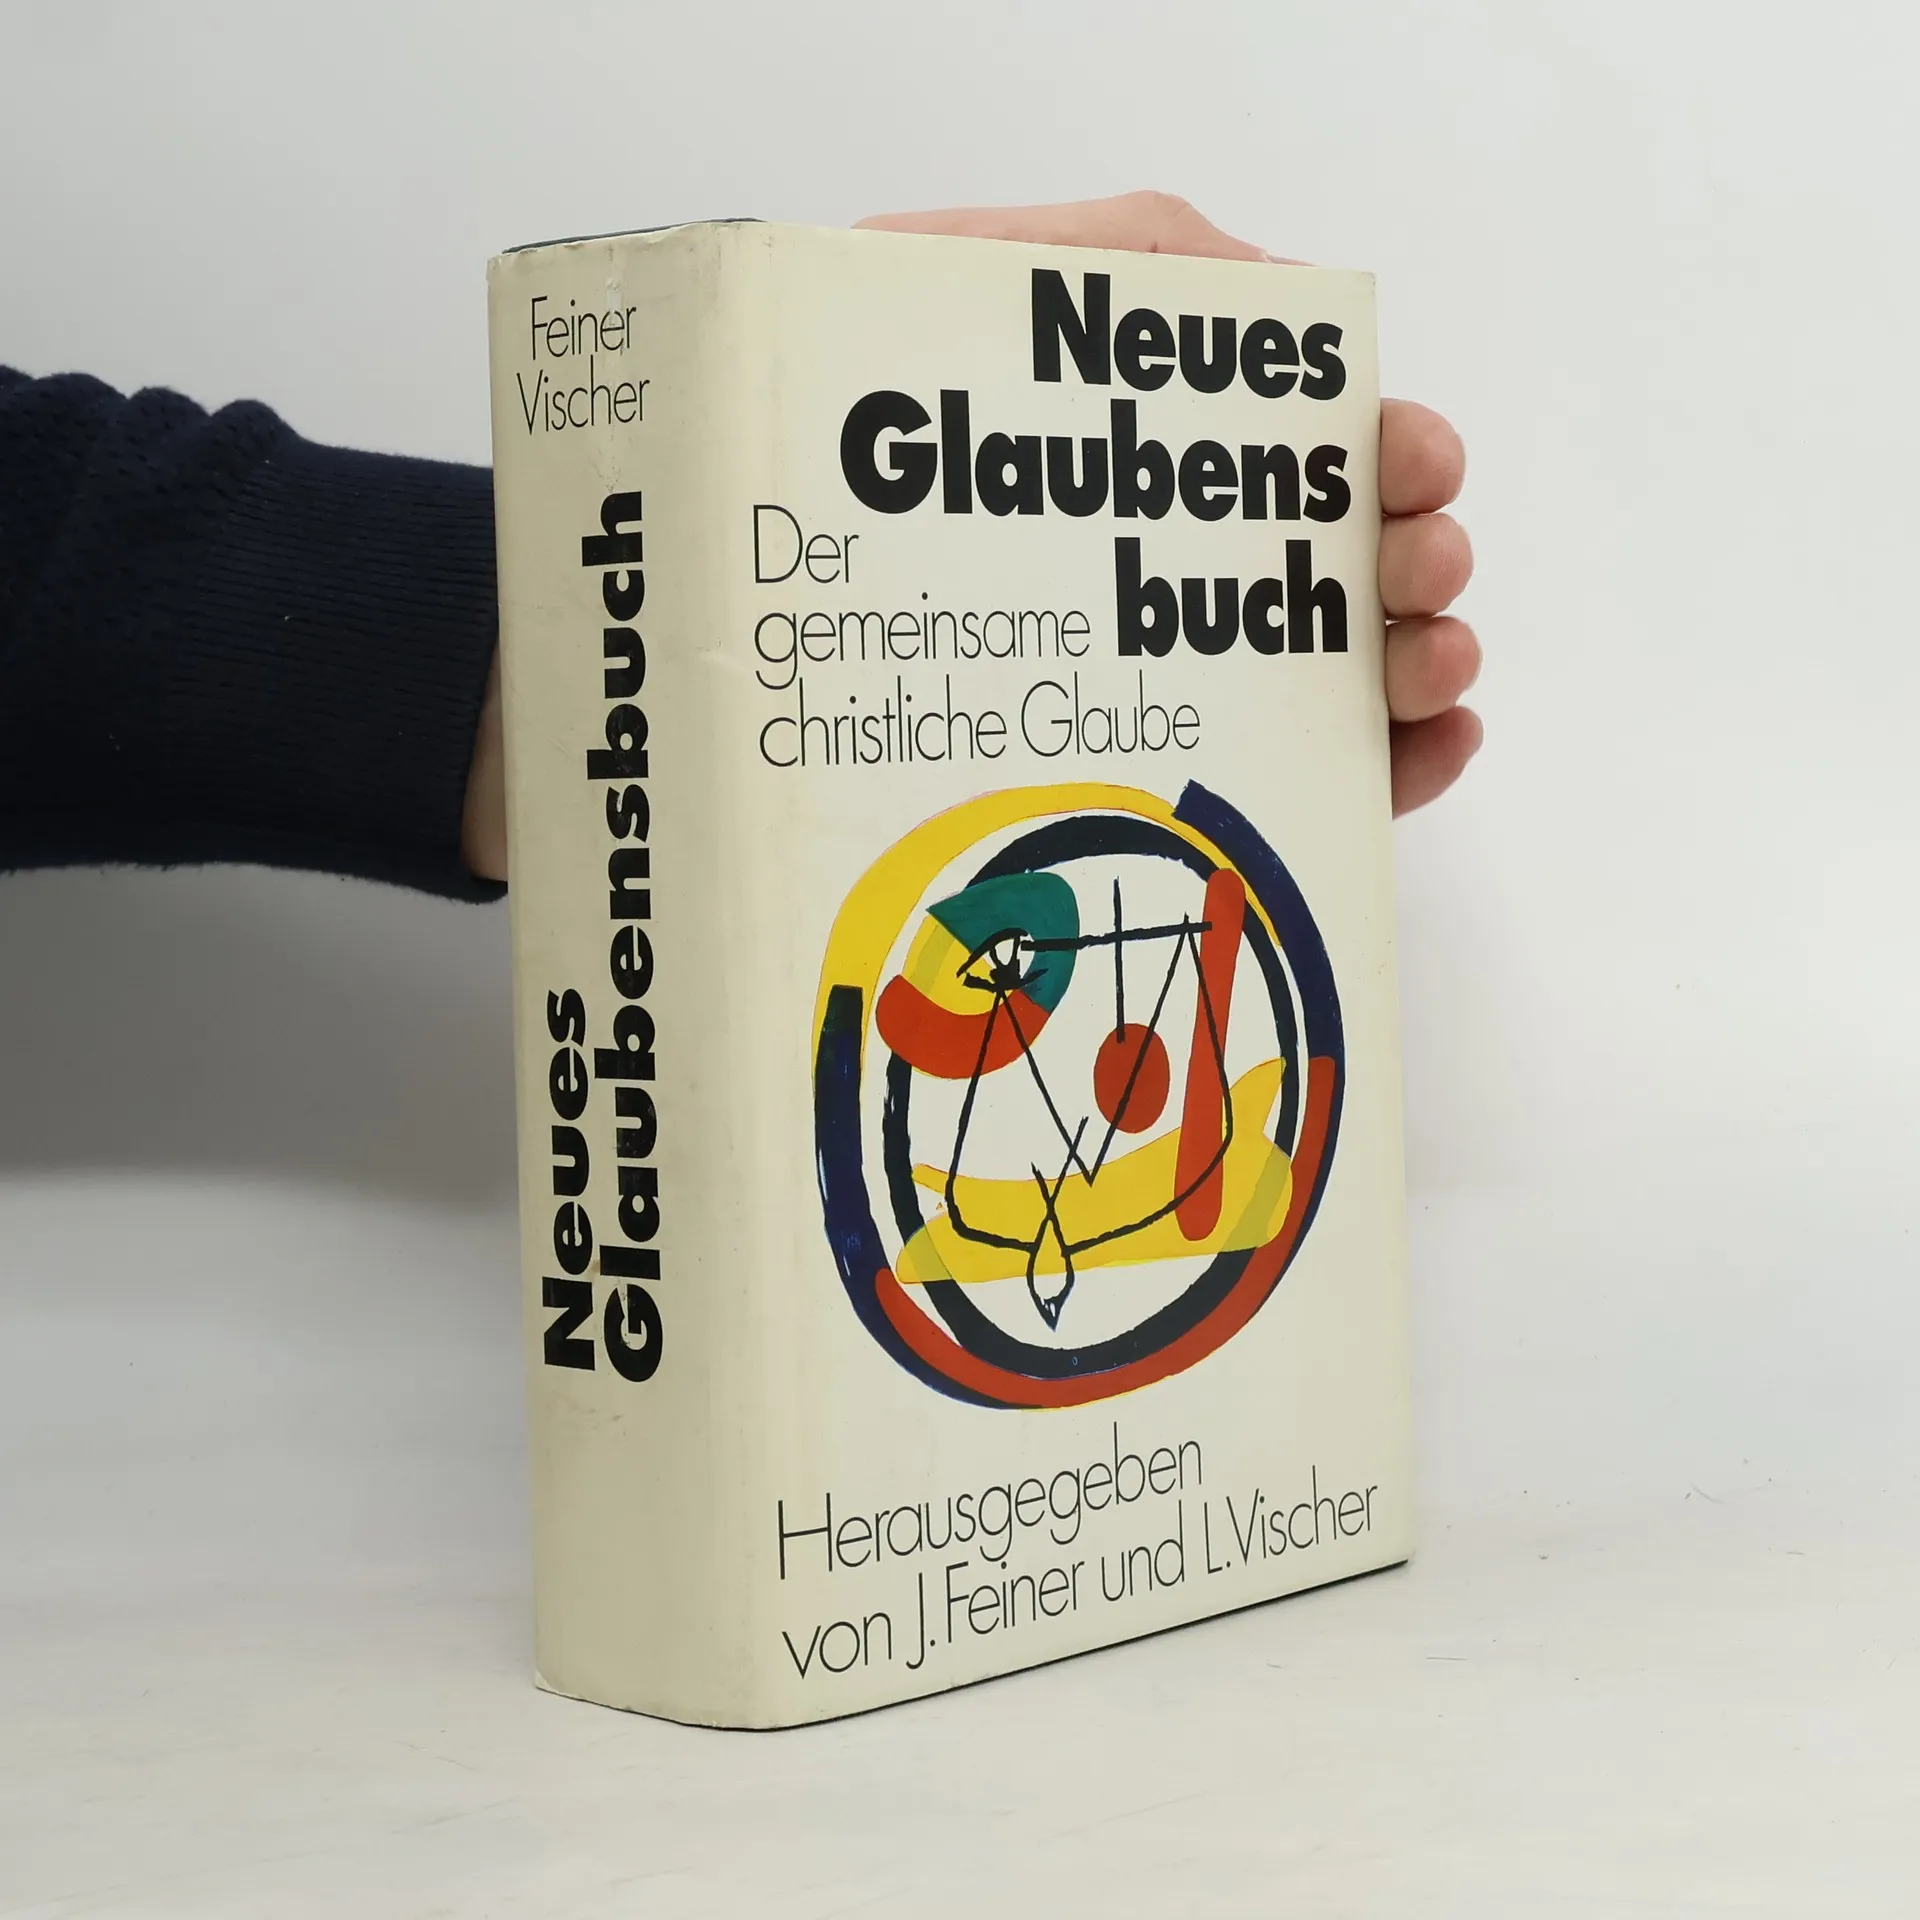 Feiner
Vischer
Neues
Glaubensbuch
Neues
Glaubens
buch
Der
gemeinsame
christliche Glaube
Herausgegeben
von J. Feiner und L. Vischer